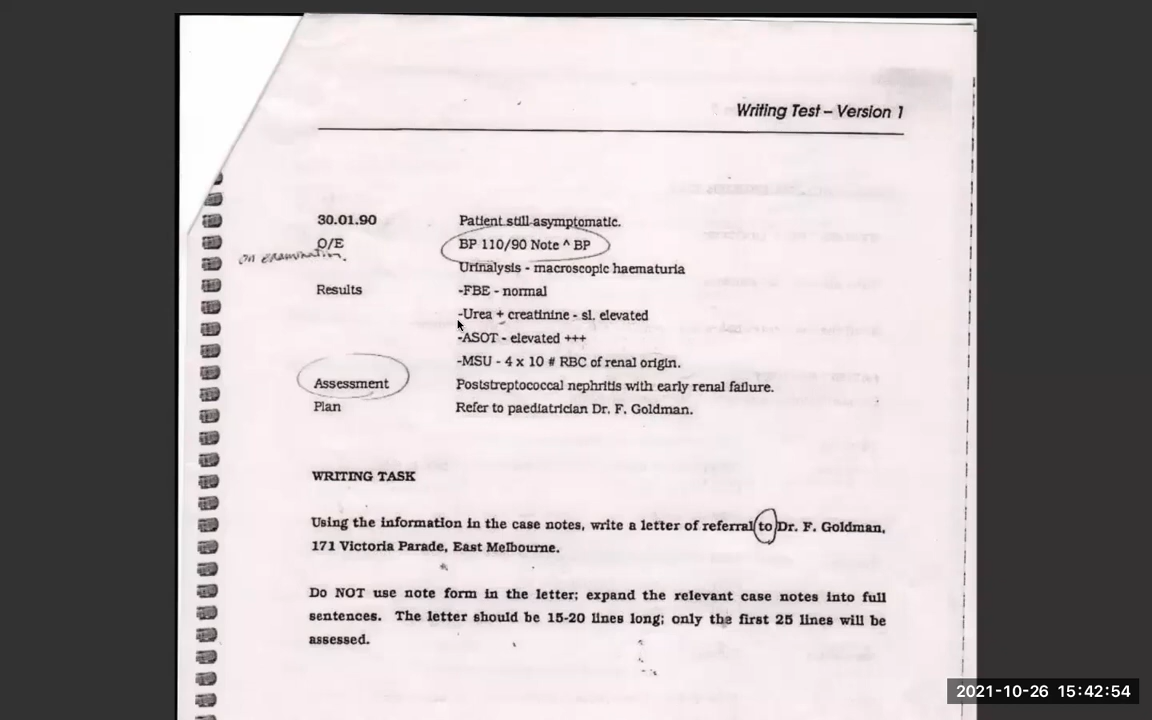 Writing Test – Version 1
30.01.90 Patient still asymptomatic.
O/E BP 110/90 Note ^ BP
on examination.
Urinalysis - macroscopic haematuria
Results -FBE - normal
-Urea + creatinine - sl. elevated
-ASOT - elevated +++
-MSU - 4 x 10 # RBC of renal origin.
Assessment Poststreptococcal nephritis with early renal failure.
Plan Refer to paediatrician Dr. F. Goldman.
WRITING TASK
Using the information in the case notes, write a letter of referral to Dr. F. Goldman,
171 Victoria Parade, East Melbourne.
Do NOT use note form in the letter; expand the relevant case notes into full
sentences. The letter should be 15-20 lines long; only the first 25 lines will be
assessed.
2021-10-26 15:42:54